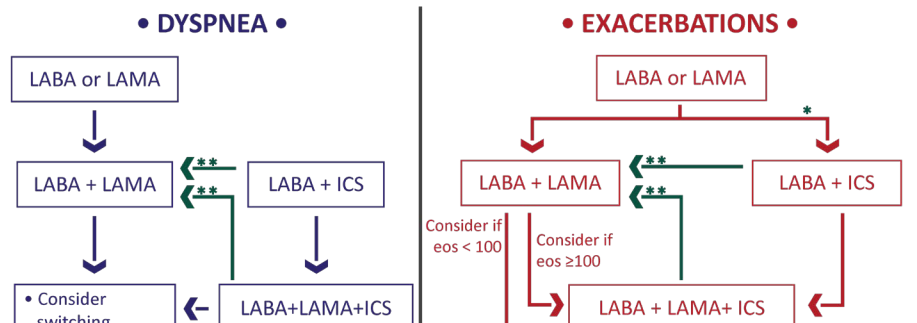 • DYSPNEA •
LABA or LAMA
**
LABA + LAMA
LABA + ICS
**
• Consider
switching
LABA+LAMA+ICS
• EXACERBATIONS •
LABA or LAMA
*
**
LABA + LAMA
LABA + ICS
**
Consider if
eos < 100
Consider if
eos ≥100
LABA + LAMA+ ICS